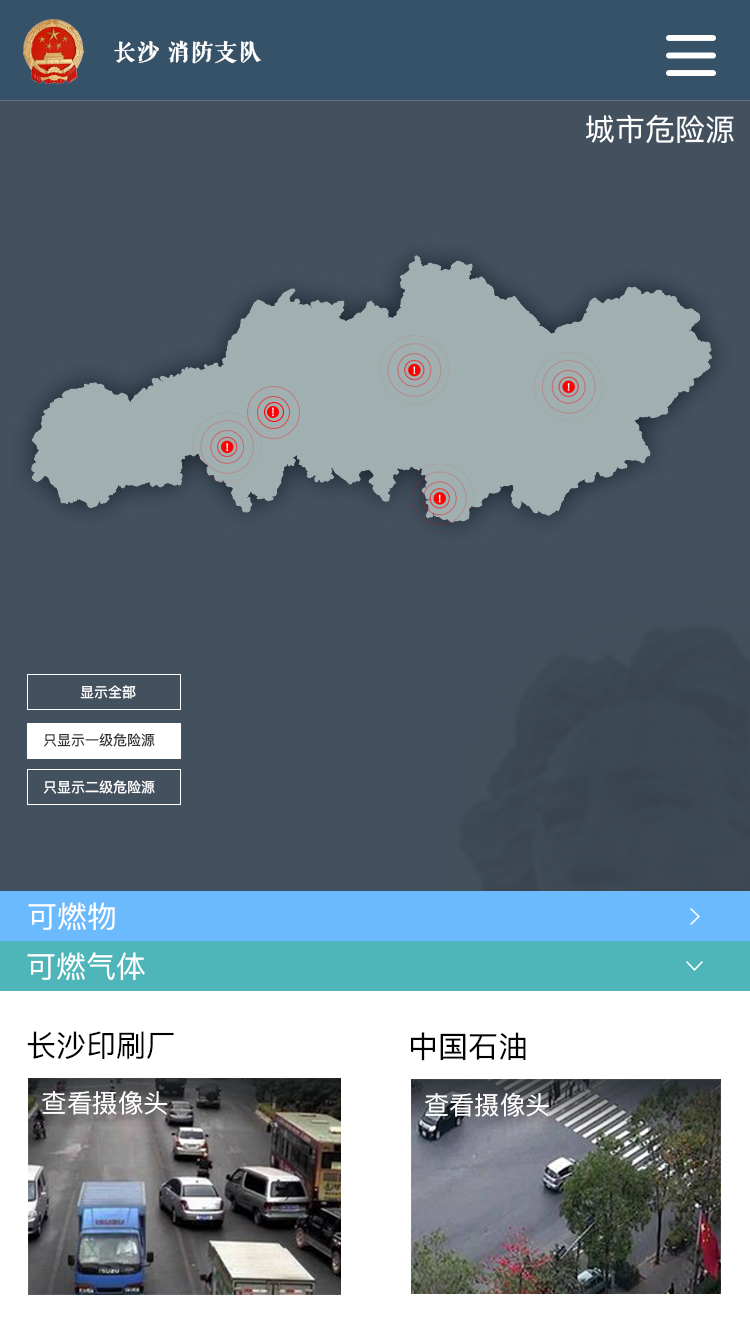 长沙 消防支队
城市危险源
显示全部
只显示一级危险源
只显示二级危险源
可燃物
可燃气体
长沙印刷厂
中国石油
查看摄像头
查看摄像头
ISUZU